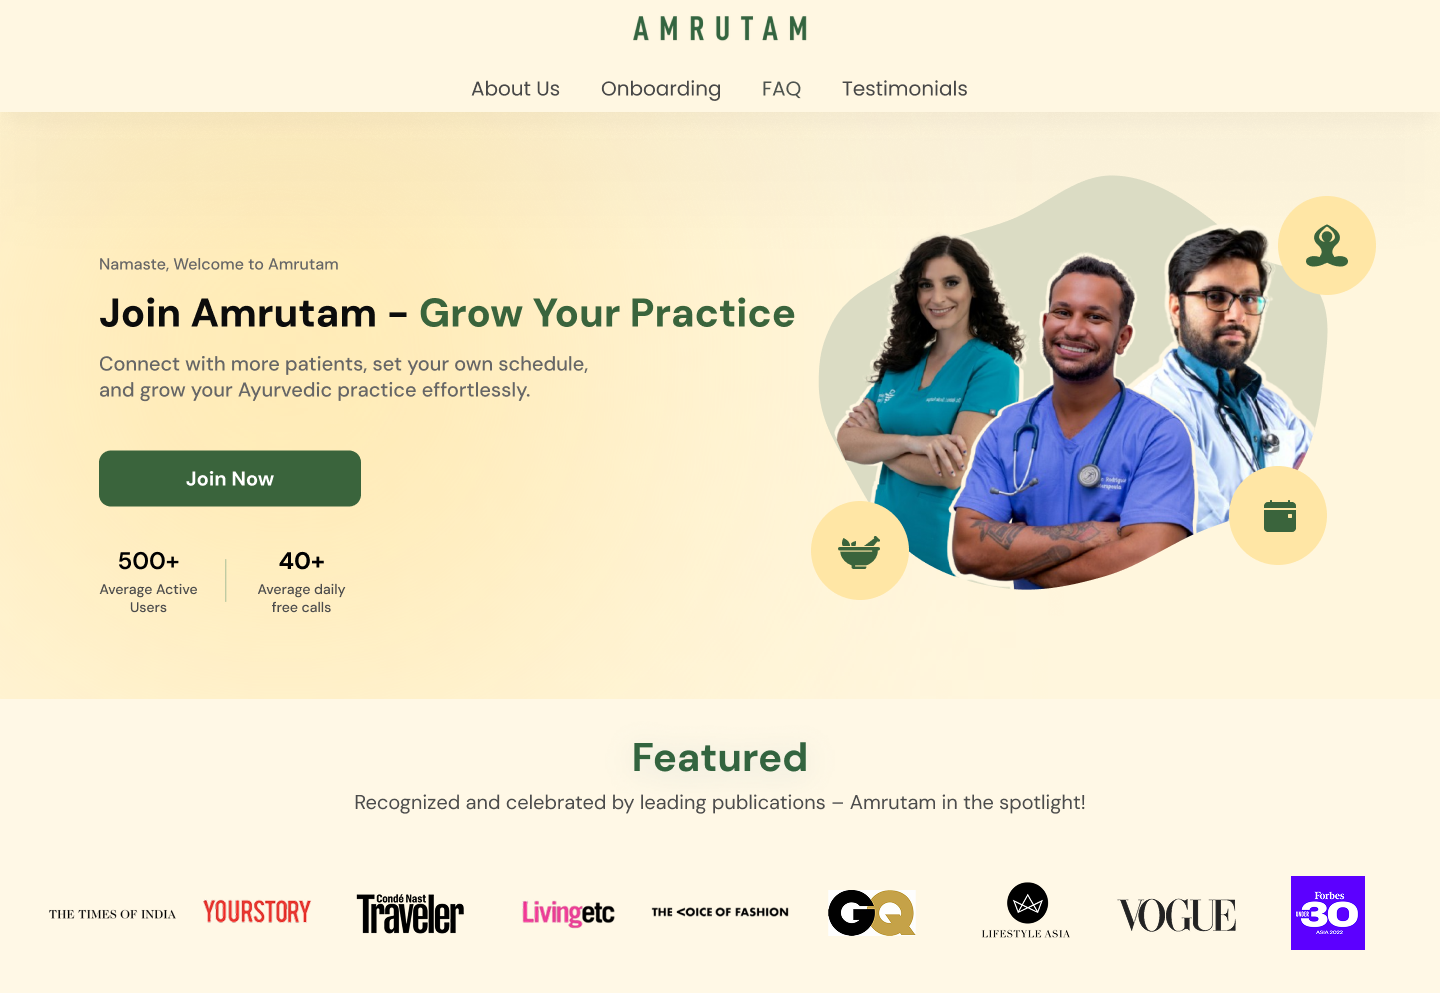 AMRUTAM
About Us Onboarding FAQ Testimonials
Namaste, Welcome to Amrutam
Join Amrutam - Grow Your Practice
Connect with more patients, set your own schedule,
and grow your Ayurvedic practice effortlessly.
Join Now
500+ 40+
Average Active Average daily
Users free calls
Featured
Recognized and celebrated by leading publications – Amrutam in the spotlight!
THE TIMES OF INDIA
YOURSTORY
Condé Nast
Traveler
Livingetc
THE <OICE OF FASHION
GQ
LIFESTYLE ASIA
VOGUE
Forbes
UNDER 30
ASIA 2022